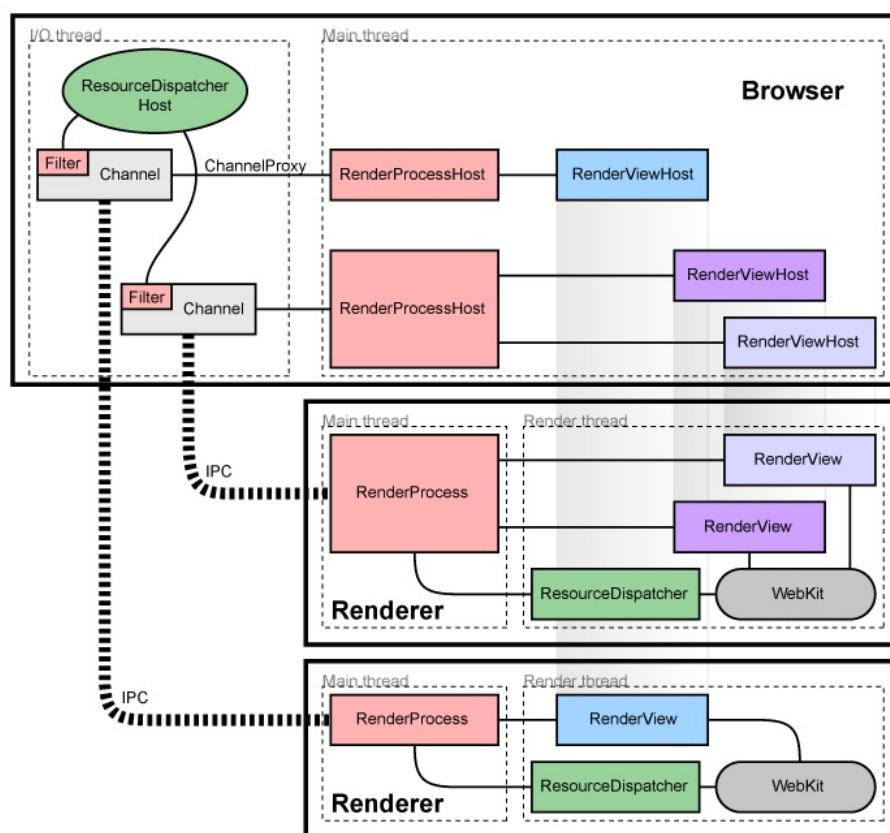 I/O thread
Main thread
ResourceDispatcher
Host
Browser
Filter
Channel
ChannelProxy
RenderProcessHost
RenderViewHost
RenderViewHost
Filter
Channel
RenderProcessHost
RenderViewHost
Main thread
Render thread
IPC
RenderProcess
RenderView
RenderView
ResourceDispatcher
WebKit
Renderer
Main thread
Render thread
IPC
RenderProcess
RenderView
ResourceDispatcher
WebKit
Renderer